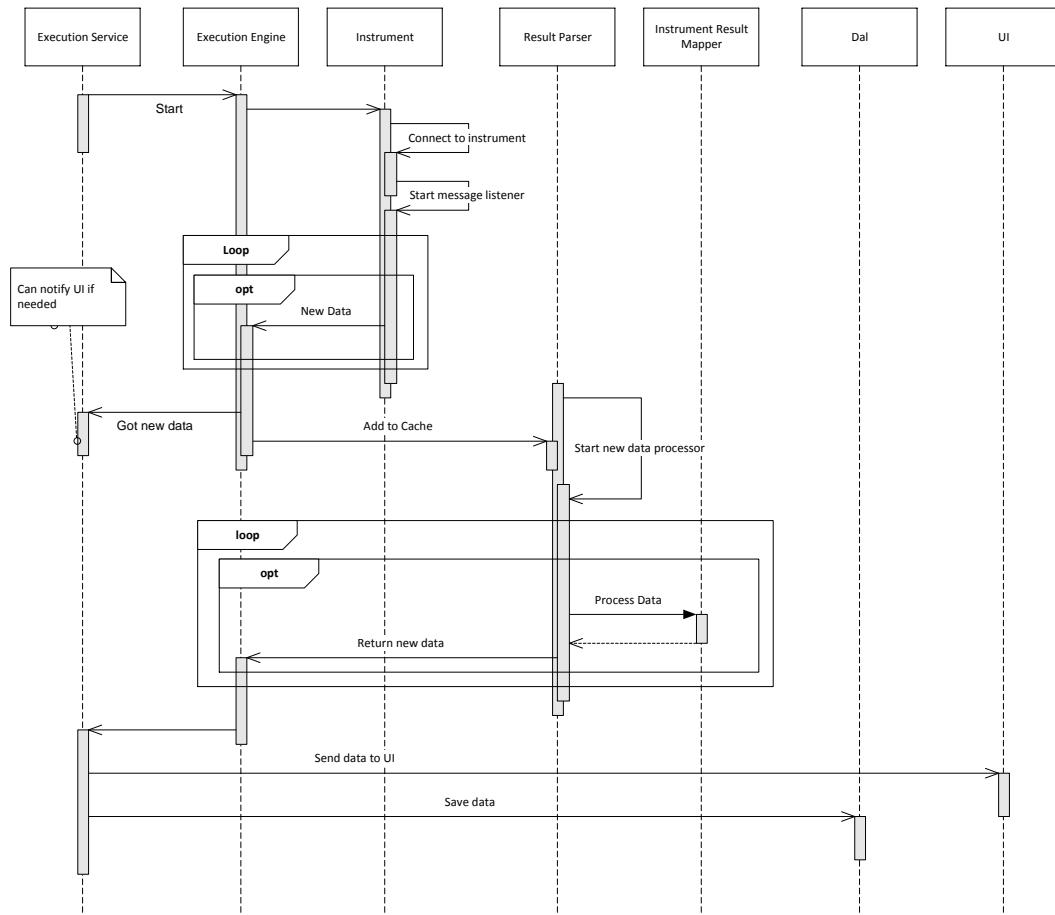 Execution Service
Execution Engine
Instrument
Result Parser
Instrument Result
Mapper
Dal
UI
Start
Connect to instrument
Start message listener
Loop
opt
Can notify UI if
needed
New Data
Got new data
Add to Cache
Start new data processor
loop
opt
Process Data
Return new data
Send data to UI
Save data